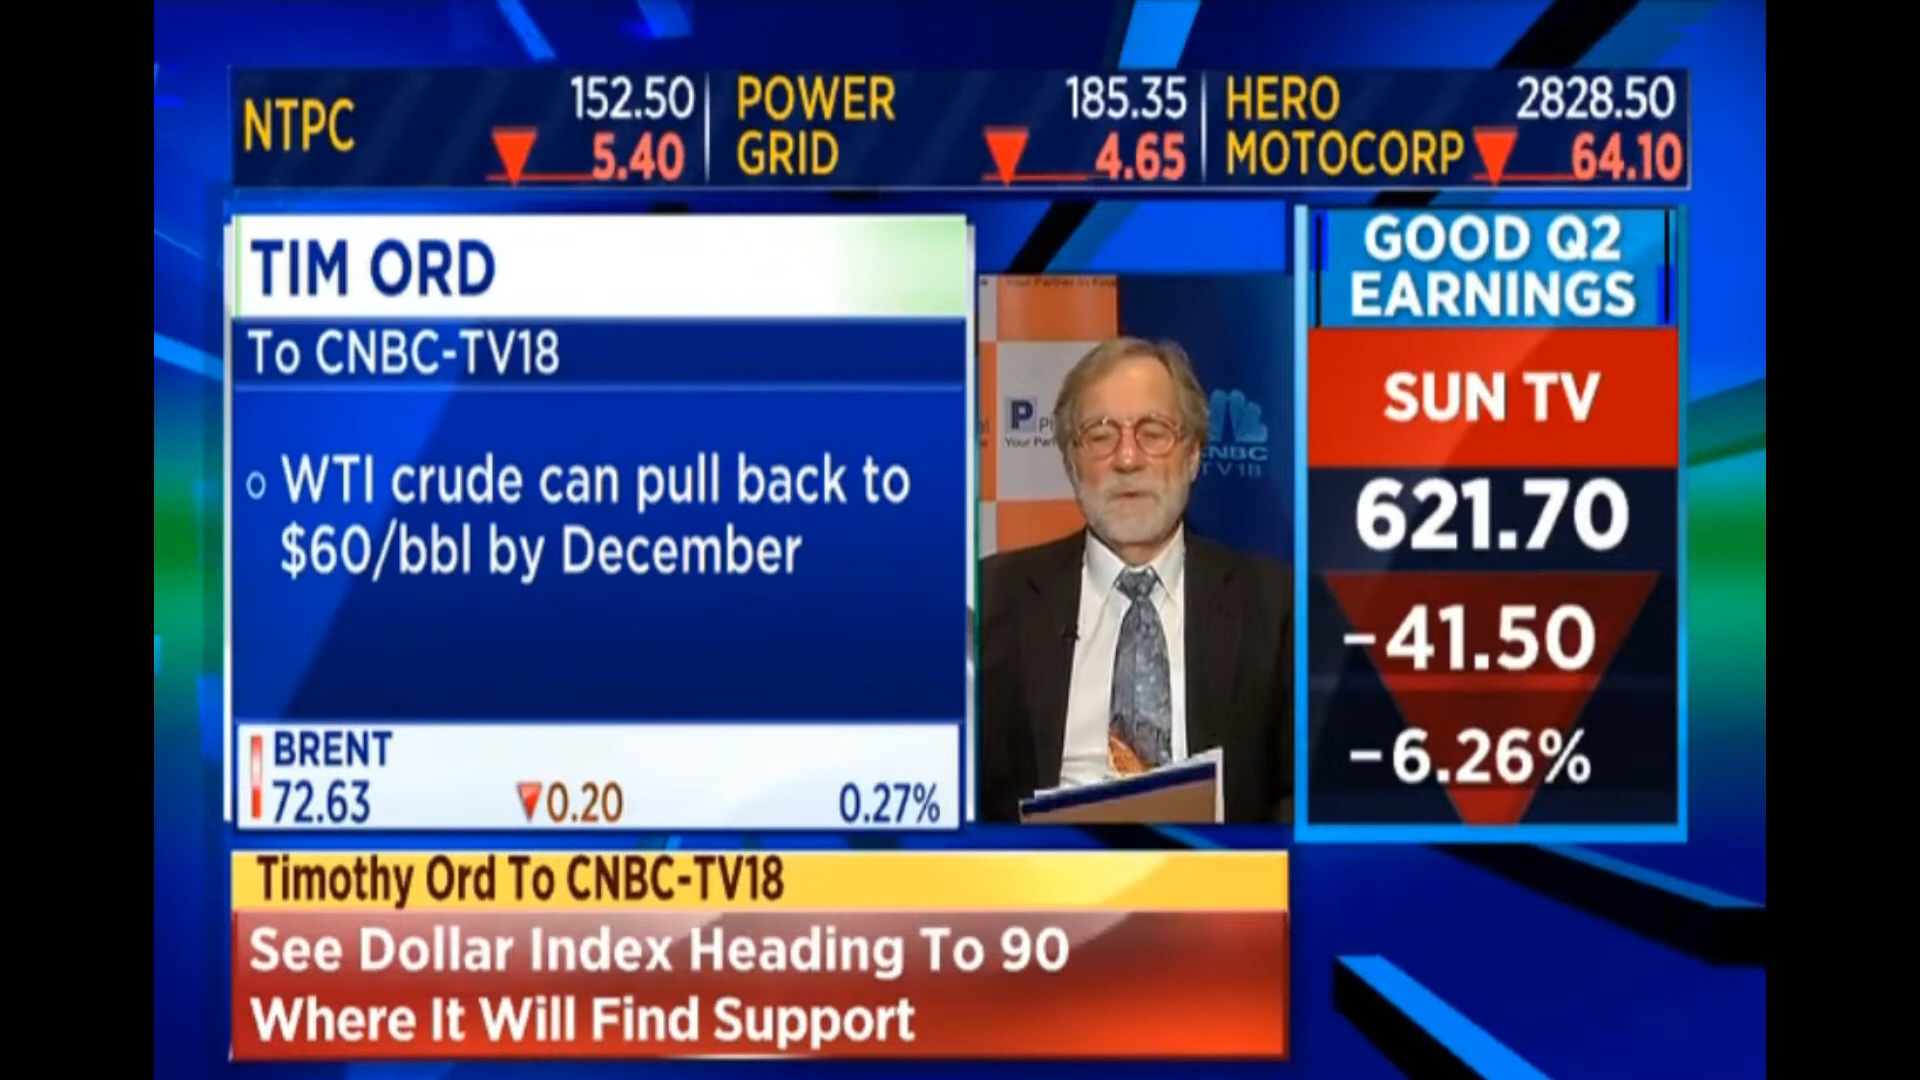 NTPC
152.50
5.40
POWER
GRID
185.35
4.65
HERO
MOTOCORP
2828.50
64.10
TIM ORD
To CNBC-TV18
WTI crude can pull back to
$60/bbl by December
BRENT
72.63
0.20
0.27%
P
CNBC
TV18
GOOD Q2
EARNINGS
SUN TV
621.70
-41.50
-6.26%
Timothy Ord To CNBC-TV18
See Dollar Index Heading To 90
Where It Will Find Support